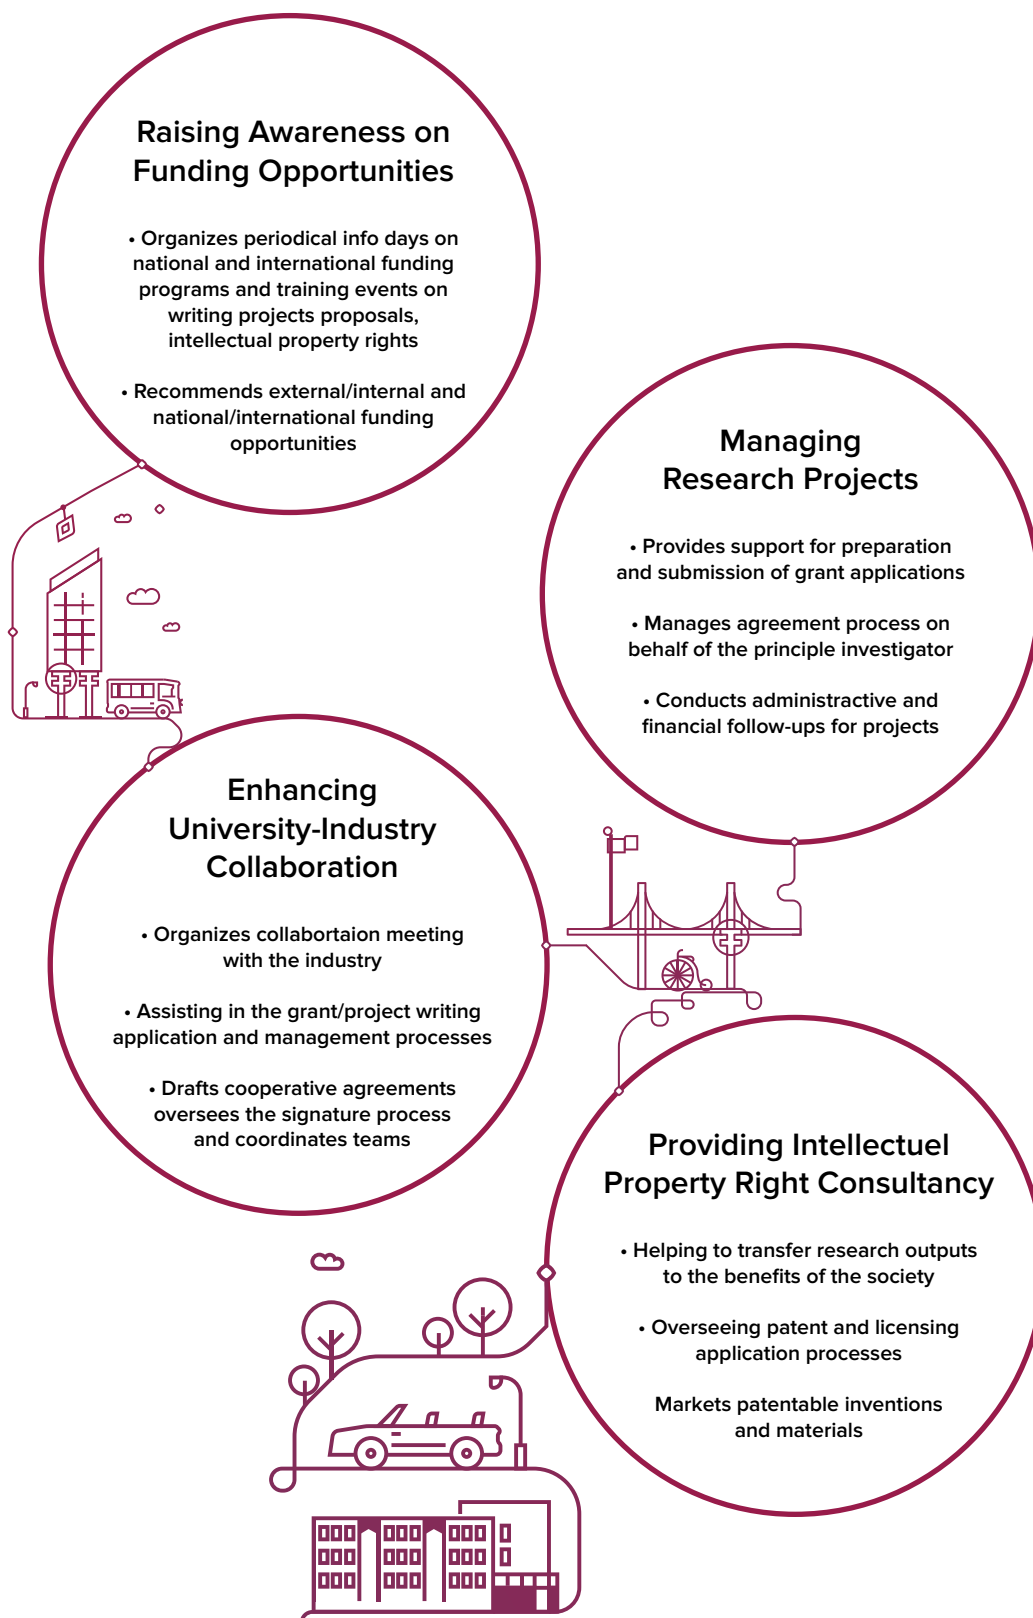 Raising Awareness on
Funding Opportunities
• Organizes periodical info days on
national and international funding
programs and training events on
writing projects proposals,
intellectual property rights
• Recommends external/internal and
national/international funding
opportunities
Managing
Research Projects
• Provides support for preparation
and submission of grant applications
• Manages agreement process on
behalf of the principle investigator
• Conducts administractive and
financial follow-ups for projects
Enhancing
University-Industry
Collaboration
• Organizes collabortaion meeting
with the industry
• Assisting in the grant/project writing
application and management processes
• Drafts cooperative agreements
oversees the signature process
and coordinates teams
Providing Intellectuel
Property Right Consultancy
• Helping to transfer research outputs
to the benefits of the society
• Overseeing patent and licensing
application processes
Markets patentable inventions
and materials